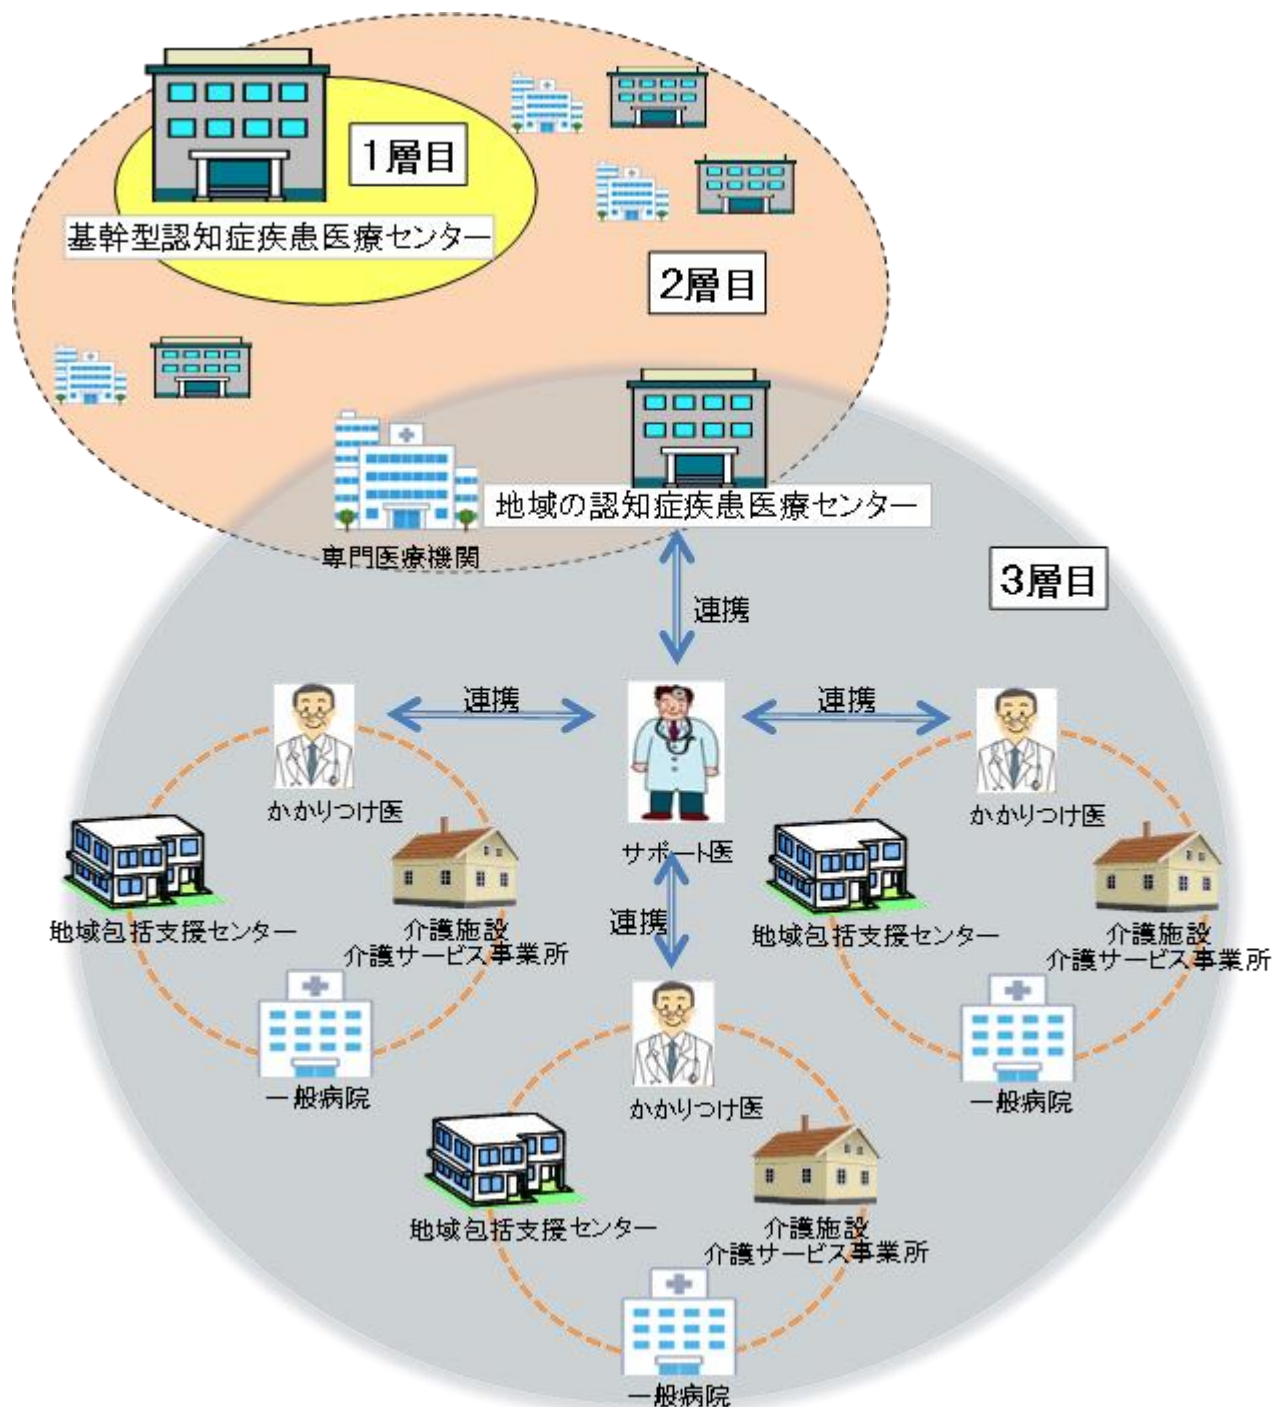 1層目
基幹型認知症疾患医療センター
2層目
地域の認知症疾患医療センター
専門医療機関
3層目
連携
連携
連携
かかりつけ医
サポート医
かかりつけ医
地域包括支援センター
介護施設
介護サービス事業所
連携
地域包括支援センター
介護施設
介護サービス事業所
一般病院
かかりつけ医
一般病院
地域包括支援センター
介護施設
介護サービス事業所
一般病院